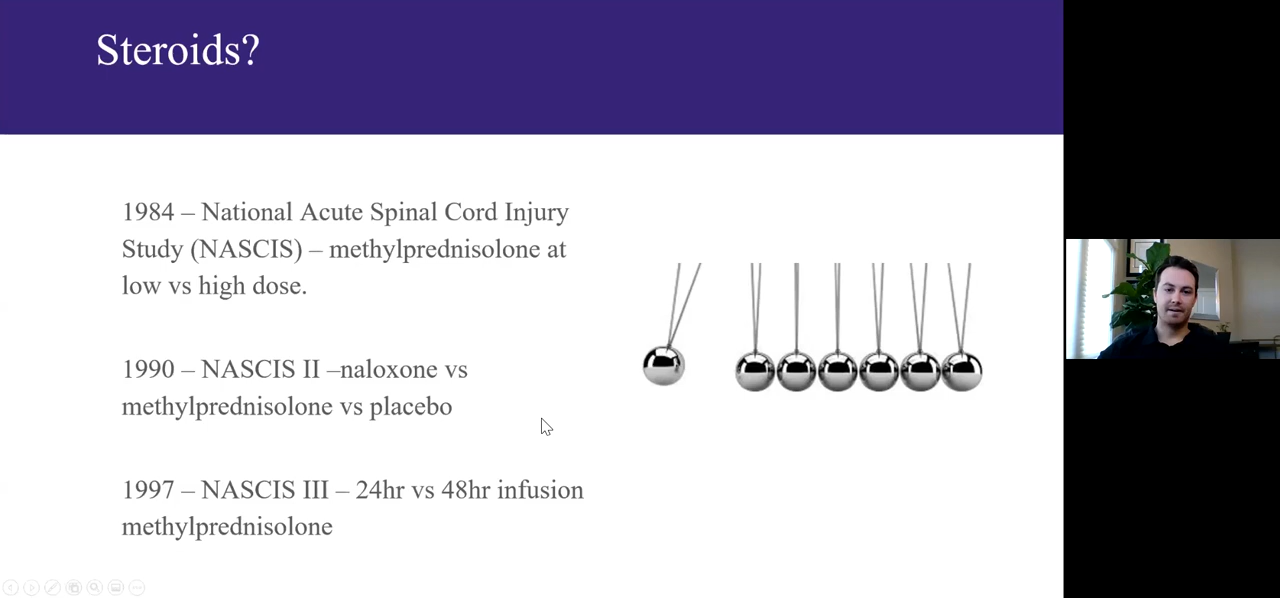 Steroids?
1984 – National Acute Spinal Cord Injury
Study (NASCIS) – methylprednisolone at
low vs high dose.
1990 – NASCIS II –naloxone vs
methylprednisolone vs placebo
1997 – NASCIS III – 24hr vs 48hr infusion
methylprednisolone